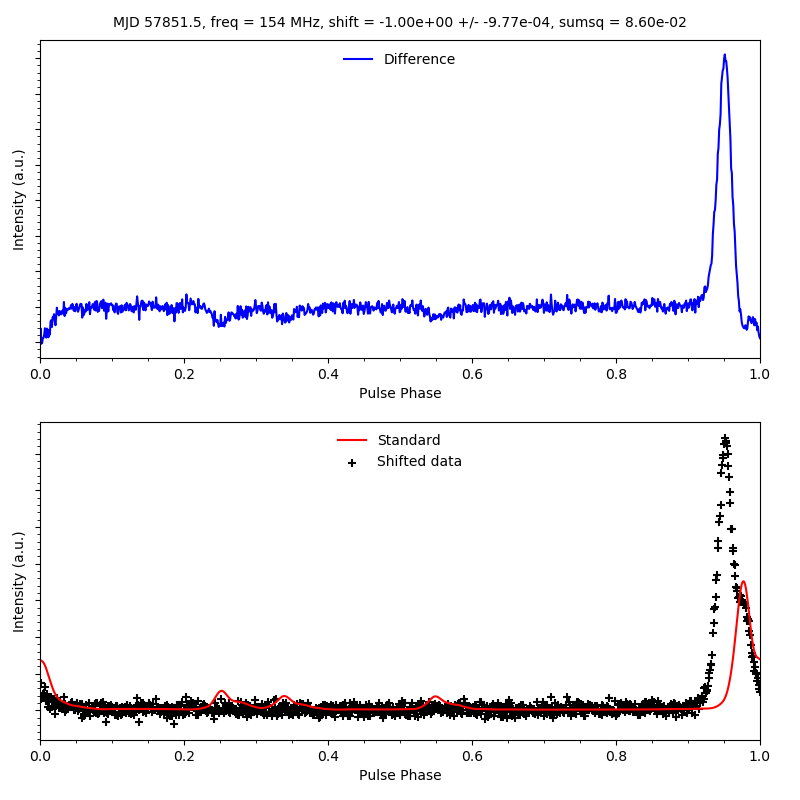 MJD 57851.5, freq = 154 MHz, shift = -1.00e+00 +/- -9.77e-04, sumsq = 8.60e-02
Difference
Intensity (a.u.)
0.0 0.2 0.4 0.6 0.8 1.0
Pulse Phase
Standard
Shifted data
Intensity (a.u.)
0.0 0.2 0.4 0.6 0.8 1.0
Pulse Phase